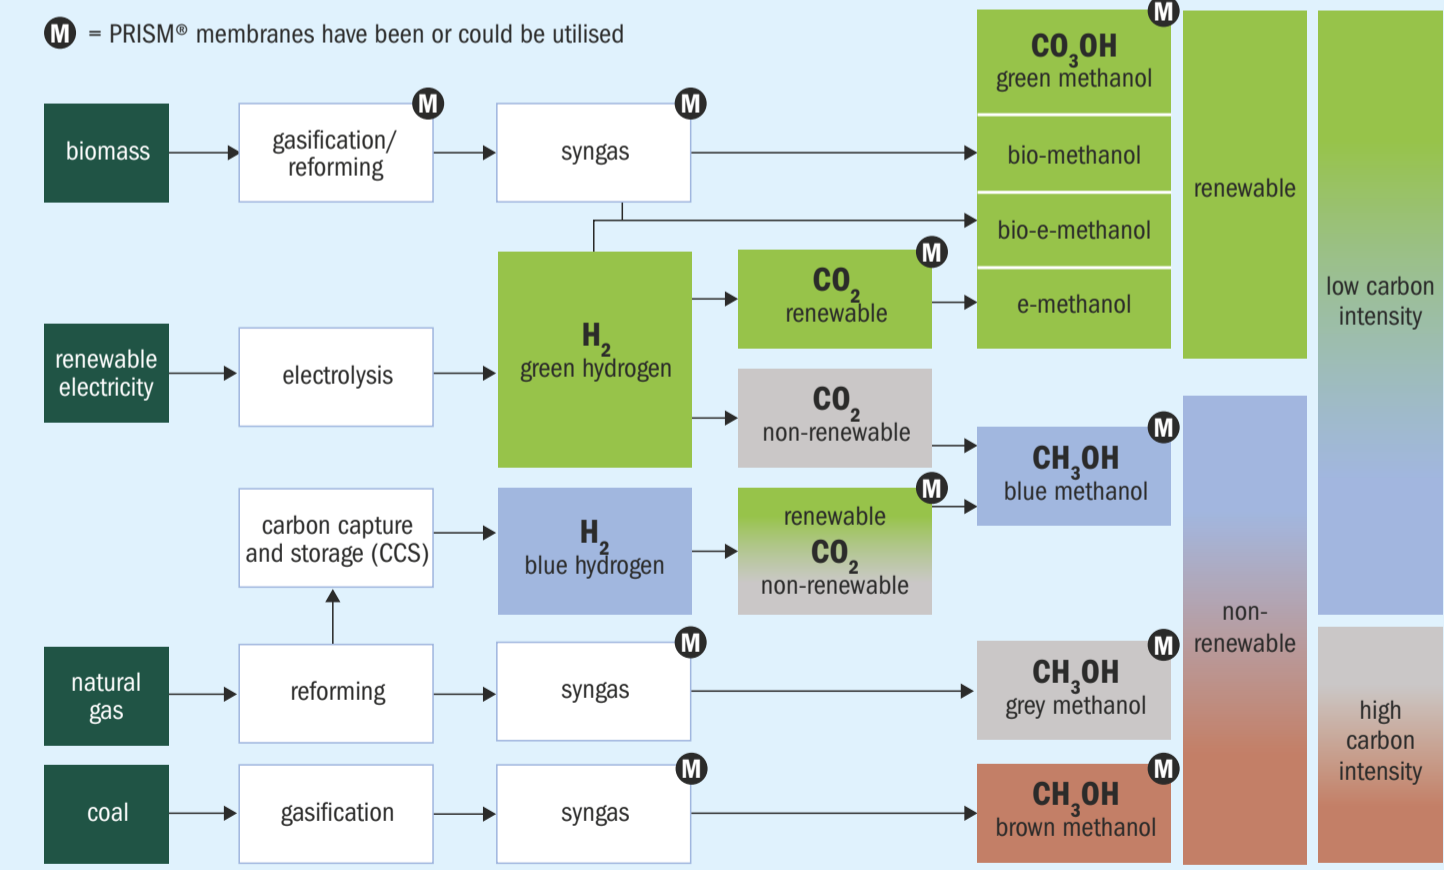 M = PRISM® membranes have been or could be utilised
biomass
gasification/
reforming
M
syngas
M
CO₃OH
green methanol
M
bio-methanol
bio-e-methanol
e-methanol
renewable
low carbon
intensity
renewable
electricity
electrolysis
H₂
green hydrogen
CO₂
renewable
M
CO₂
non-renewable
carbon capture
and storage (CCS)
H₂
blue hydrogen
renewable
CO₂
non-renewable
M
CH₃OH
blue methanol
M
non-
renewable
natural
gas
reforming
syngas
M
CH₃OH
grey methanol
M
high
carbon
intensity
coal
gasification
syngas
M
CH₃OH
brown methanol
M